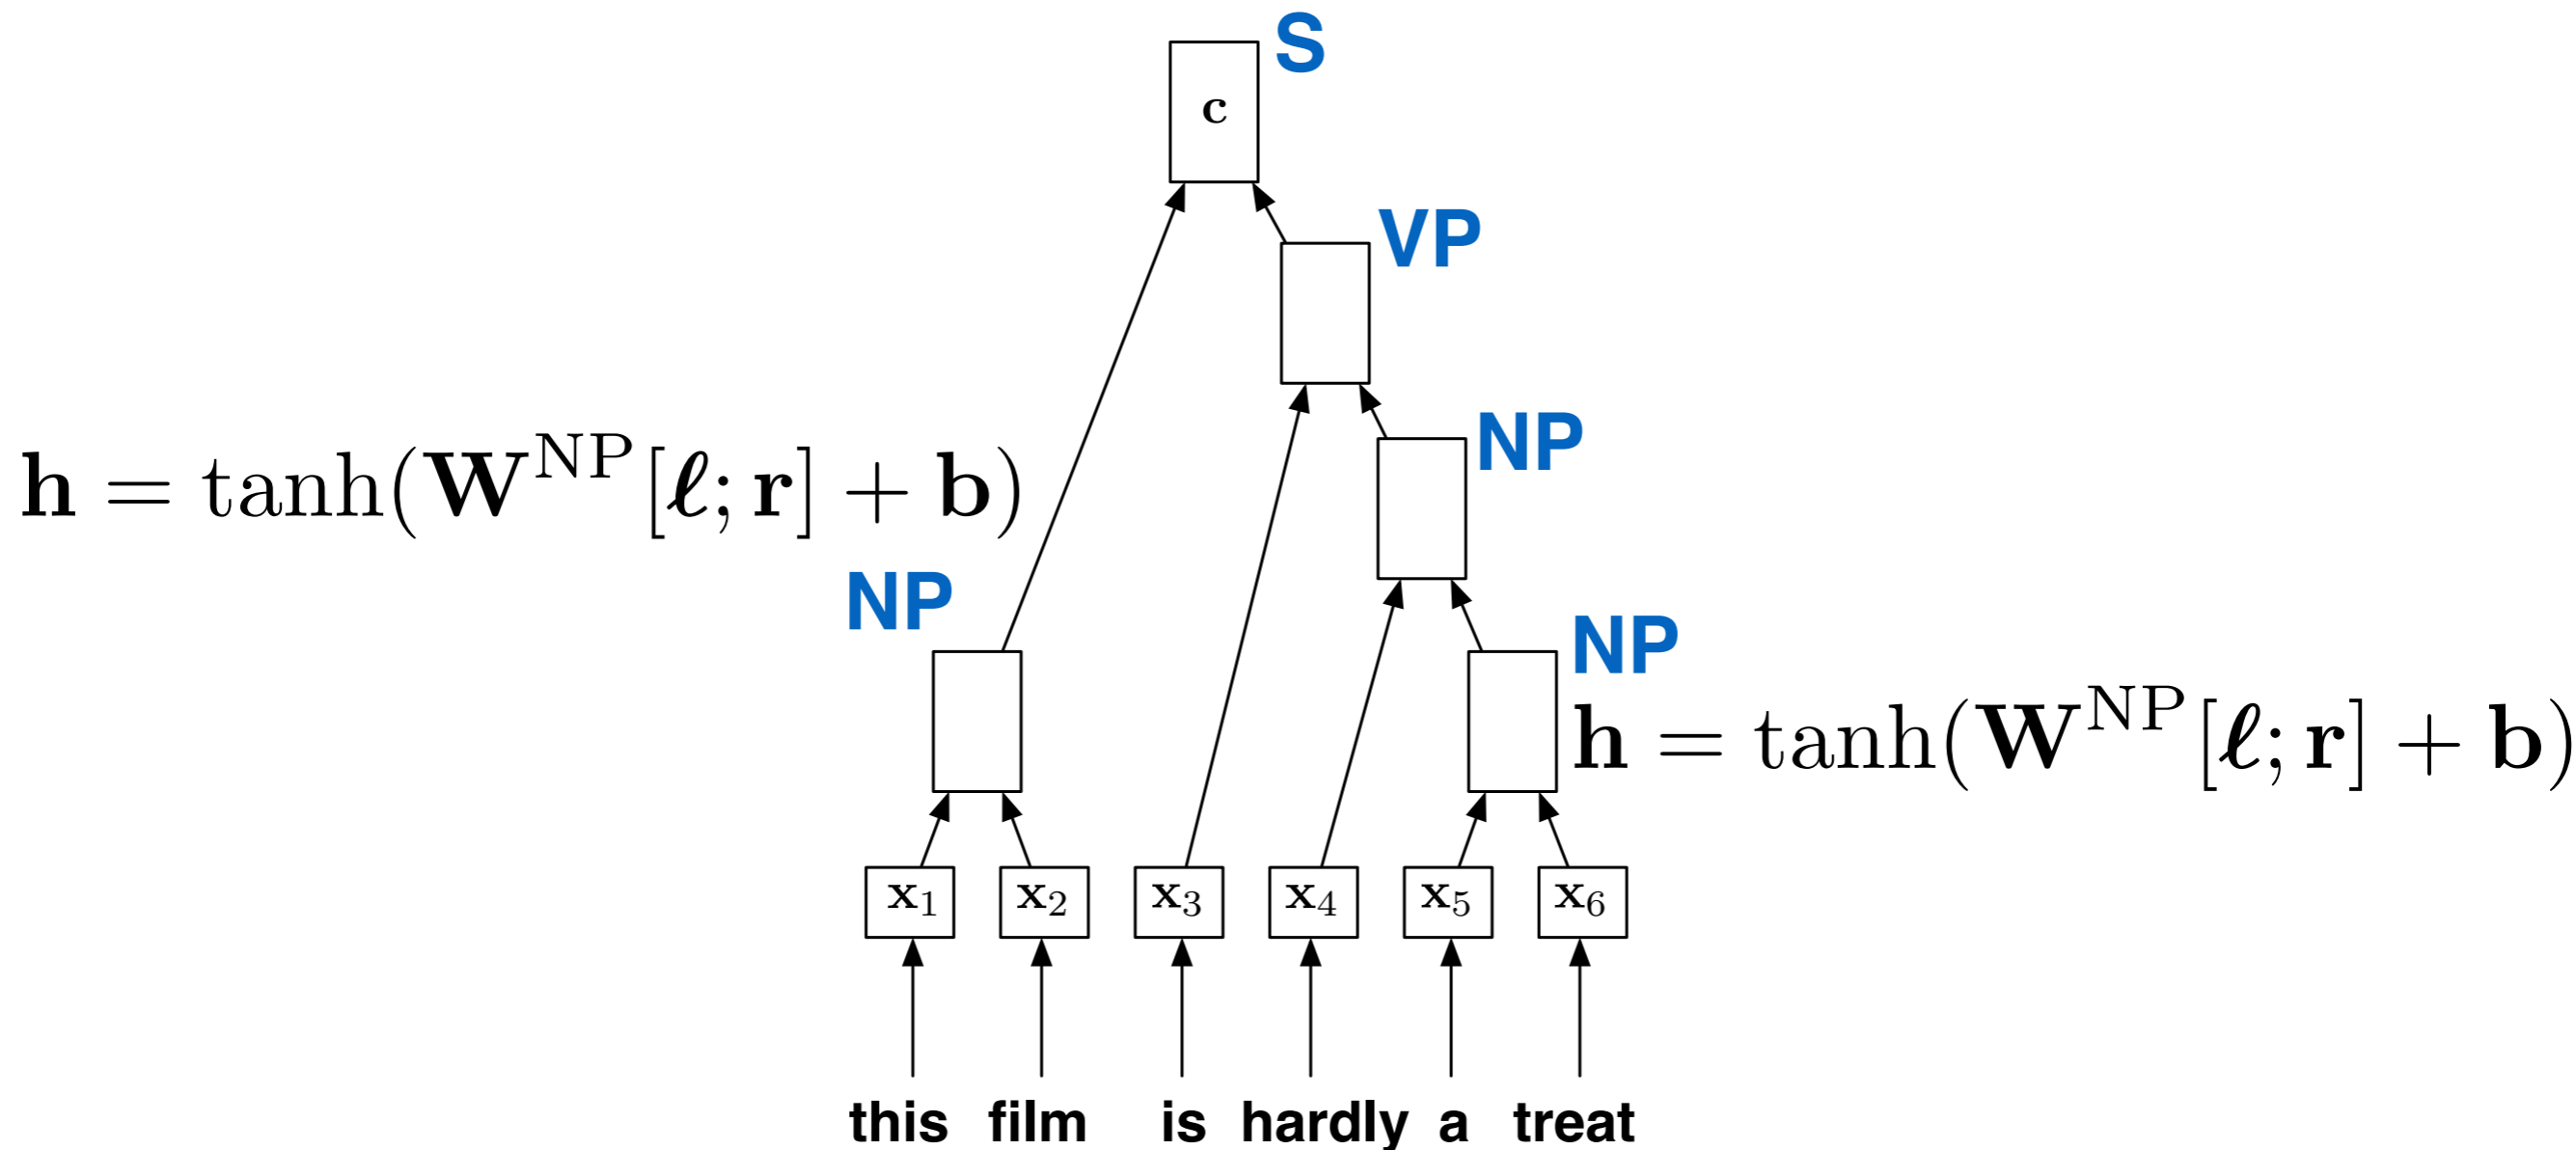 S
c
VP
NP
h = tanh(W^NP[ℓ; r] + b)
NP
NP
h = tanh(W^NP[ℓ; r] + b)
x₁ x₂ x₃ x₄ x₅ x₆
this film is hardly a treat